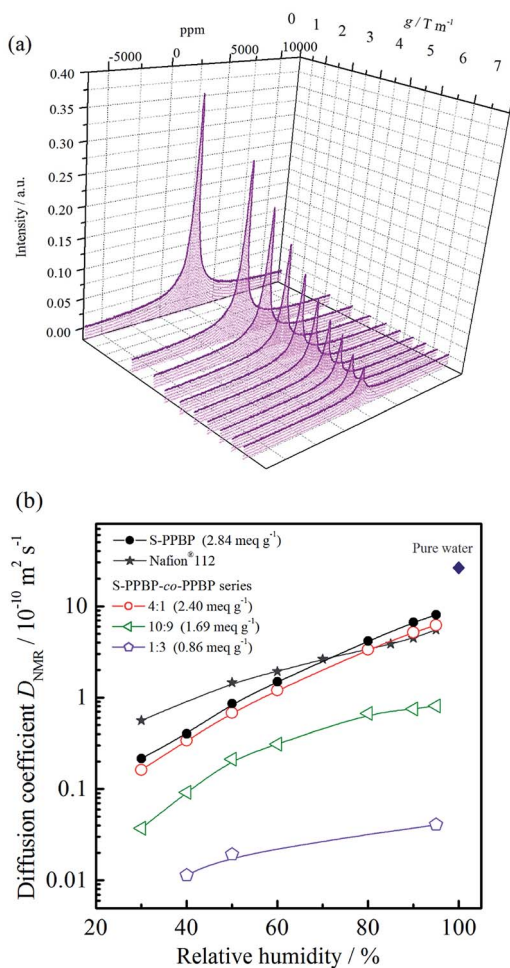 (a)
ppm
-5000 0 5000 10000
0 1 2 3 4 5 6 7
g / T m⁻¹
0.40
0.35
0.30
0.25
0.20
0.15
0.10
0.05
0.00
Intensity / a.u.
(b)
S-PPBP (2.84 meq g⁻¹)
Nafion®112
S-PPBP-co-PPBP series
4:1 (2.40 meq g⁻¹)
10:9 (1.69 meq g⁻¹)
1:3 (0.86 meq g⁻¹)
Pure water
10
1
0.1
0.01
Diffusion coefficient D_NMR / 10⁻¹⁰ m² s⁻¹
20 40 60 80 100
Relative humidity / %